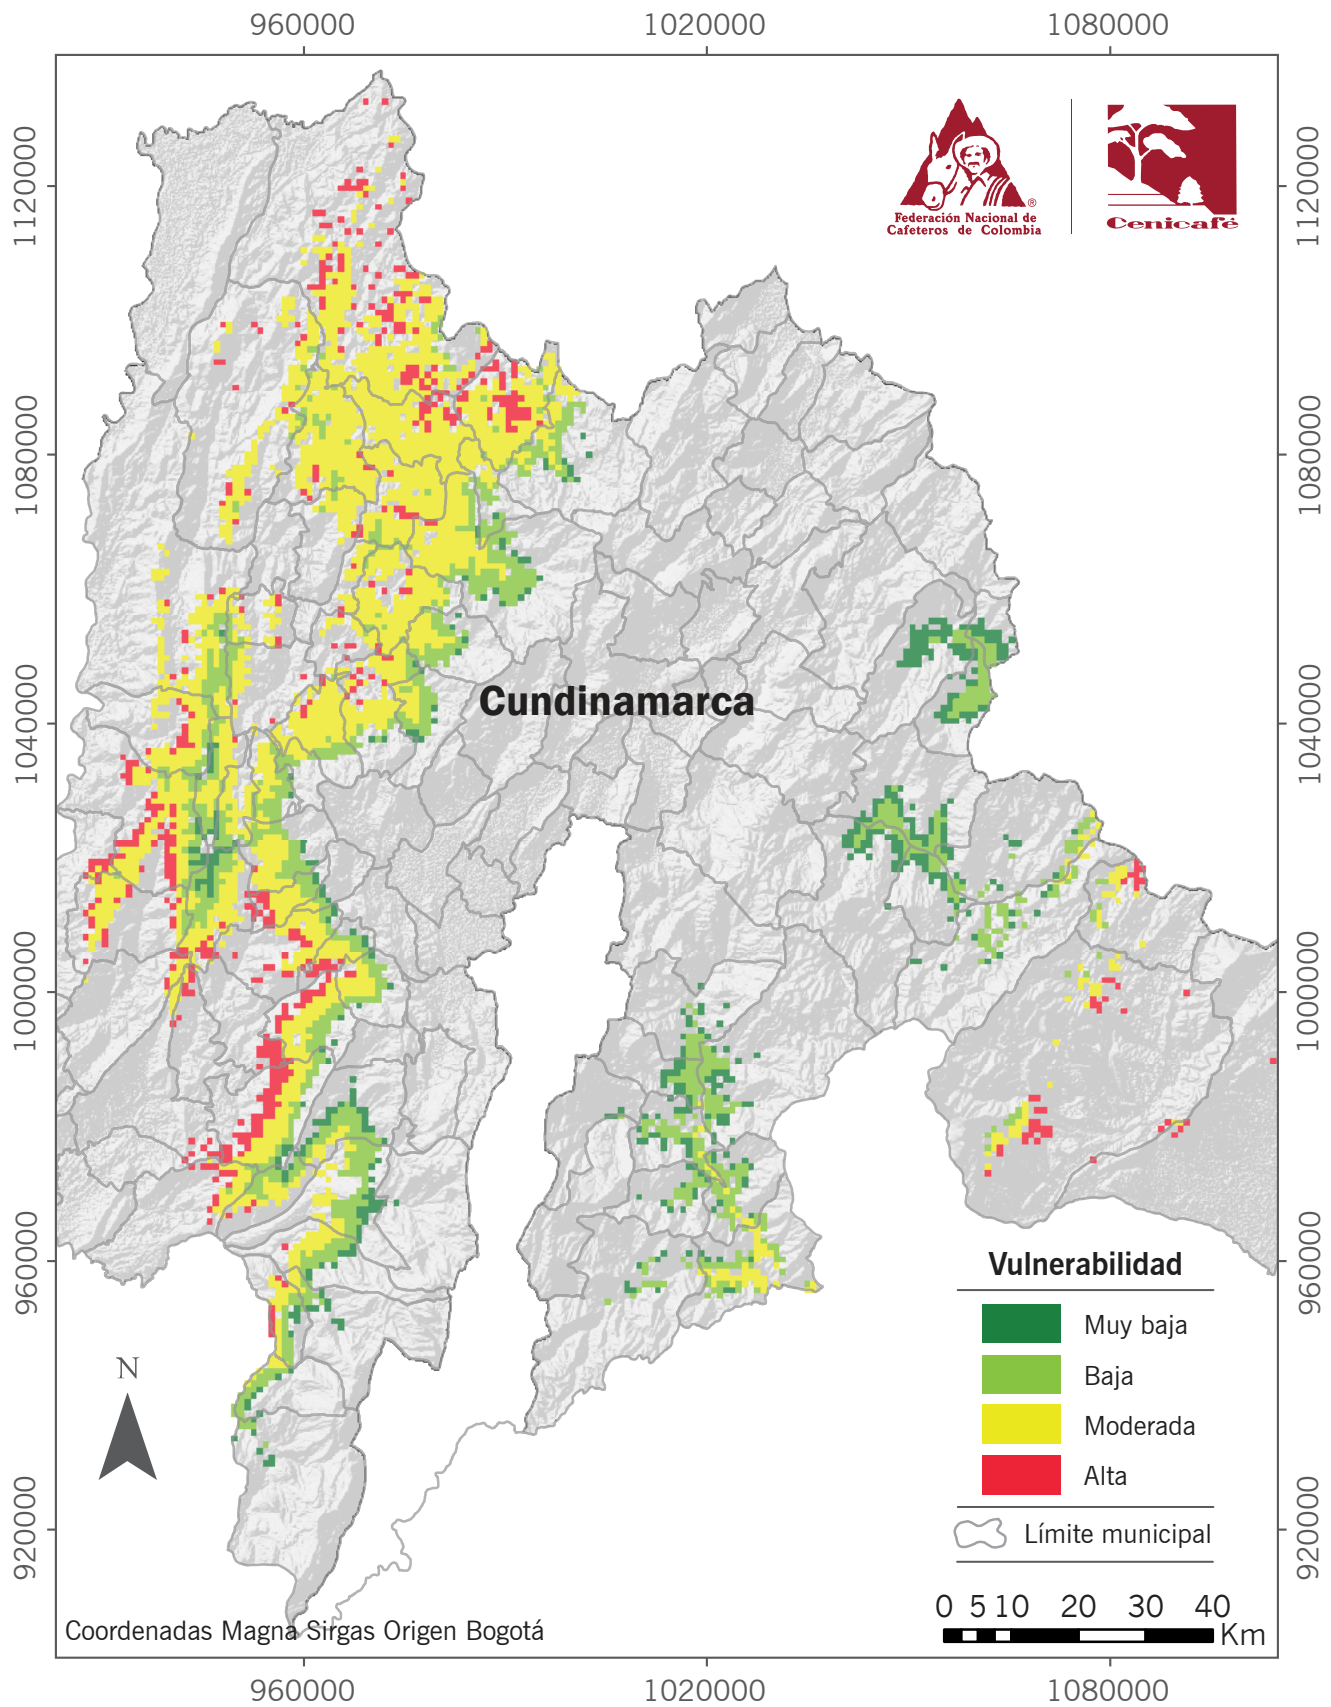 960000
1020000
1080000
1120000
1120000
1080000
1080000
1040000
1040000
1000000
1000000
960000
960000
920000
920000
®
Federación Nacional de
Cafeteros de Colombia
Cenicafé
Cundinamarca
Vulnerabilidad
Muy baja
Baja
Moderada
Alta
Límite municipal
N
0 5 10 20 30 40
Km
Coordenadas Magna Sirgas Origen Bogotá
960000
1020000
1080000